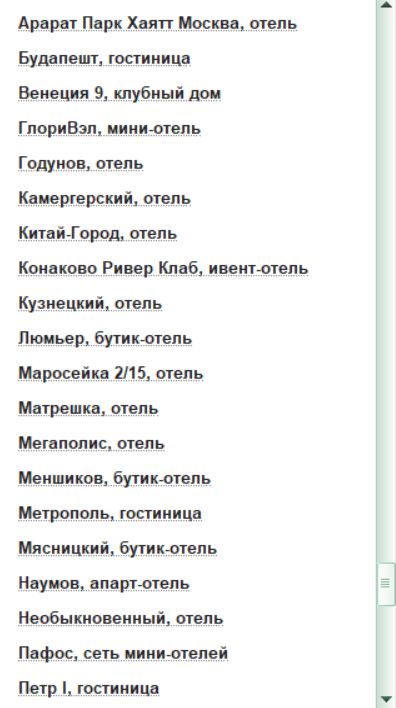 Арарат Парк Хаятт Москва, отель
Будапешт, гостиница
Венеция 9, клубный дом
ГлориВэл, мини-отель
Годунов, отель
Камергерский, отель
Китай-Город, отель
Конаково Ривер Клаб, ивент-отель
Кузнецкий, отель
Люмьер, бутик-отель
Маросейка 2/15, отель
Матрешка, отель
Мегаполис, отель
Меншиков, бутик-отель
Метрополь, гостиница
Мясницкий, бутик-отель
Наумов, апарт-отель
Необыкновенный, отель
Пафос, сеть мини-отелей
Петр I, гостиница